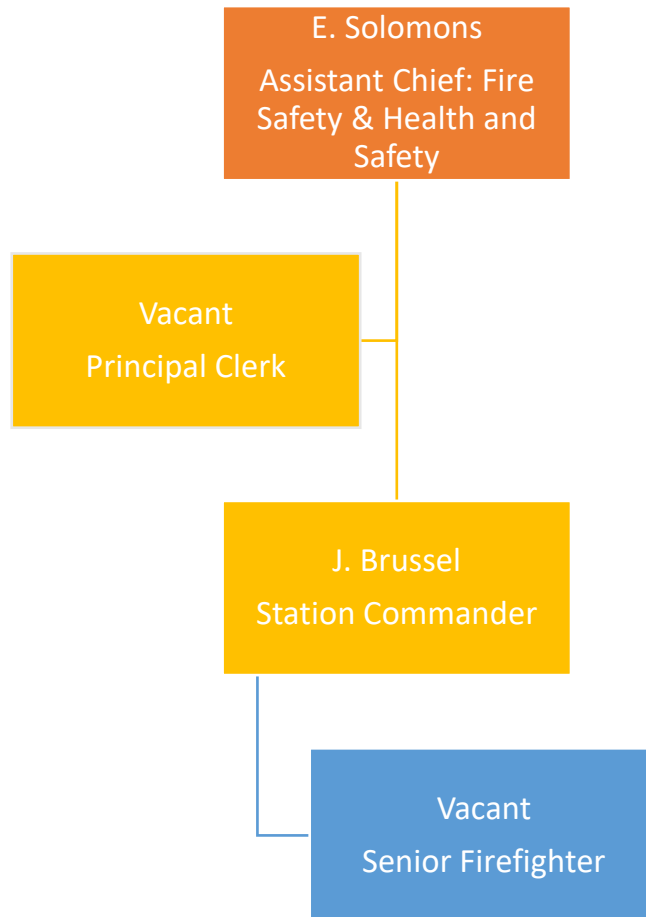 E. Solomons
Assistant Chief: Fire
Safety & Health and
Safety
Vacant
Principal Clerk
J. Brussel
Station Commander
Vacant
Senior Firefighter